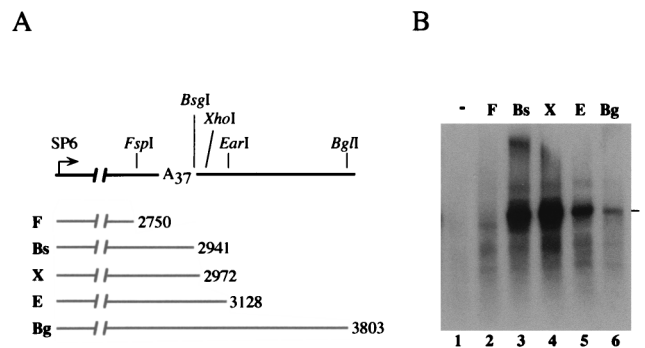 A
B
BsgI
XhoI
SP6
FspI
EarI
BglI
A37
F 2750
Bs 2941
X 2972
E 3128
Bg 3803
- F Bs X E Bg
1 2 3 4 5 6